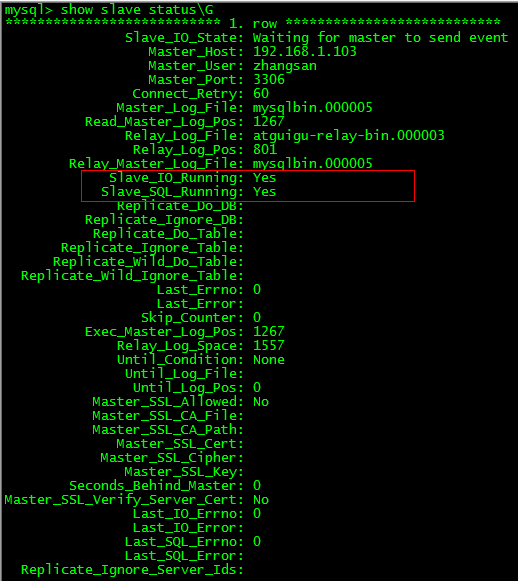 mysql> show slave status\G
*************************** 1. row ***************************
Slave_IO_State: Waiting for master to send event
Master_Host: 192.168.1.103
Master_User: zhangsan
Master_Port: 3306
Connect_Retry: 60
Master_Log_File: mysqlbin.000005
Read_Master_Log_Pos: 1267
Relay_Log_File: atguigu-relay-bin.000003
Relay_Log_Pos: 801
Relay_Master_Log_File: mysqlbin.000005
Slave_IO_Running: Yes
Slave_SQL_Running: Yes
Replicate_Do_DB:
Replicate_Ignore_DB:
Replicate_Do_Table:
Replicate_Ignore_Table:
Replicate_Wild_Do_Table:
Replicate_Wild_Ignore_Table:
Last_Errno: 0
Last_Error:
Skip_Counter: 0
Exec_Master_Log_Pos: 1267
Relay_Log_Space: 1557
Until_Condition: None
Until_Log_File:
Until_Log_Pos: 0
Master_SSL_Allowed: No
Master_SSL_CA_File:
Master_SSL_CA_Path:
Master_SSL_Cert:
Master_SSL_Cipher:
Master_SSL_Key:
Seconds_Behind_Master: 0
Master_SSL_Verify_Server_Cert: No
Last_IO_Errno: 0
Last_IO_Error:
Last_SQL_Errno: 0
Last_SQL_Error:
Replicate_Ignore_Server_Ids: